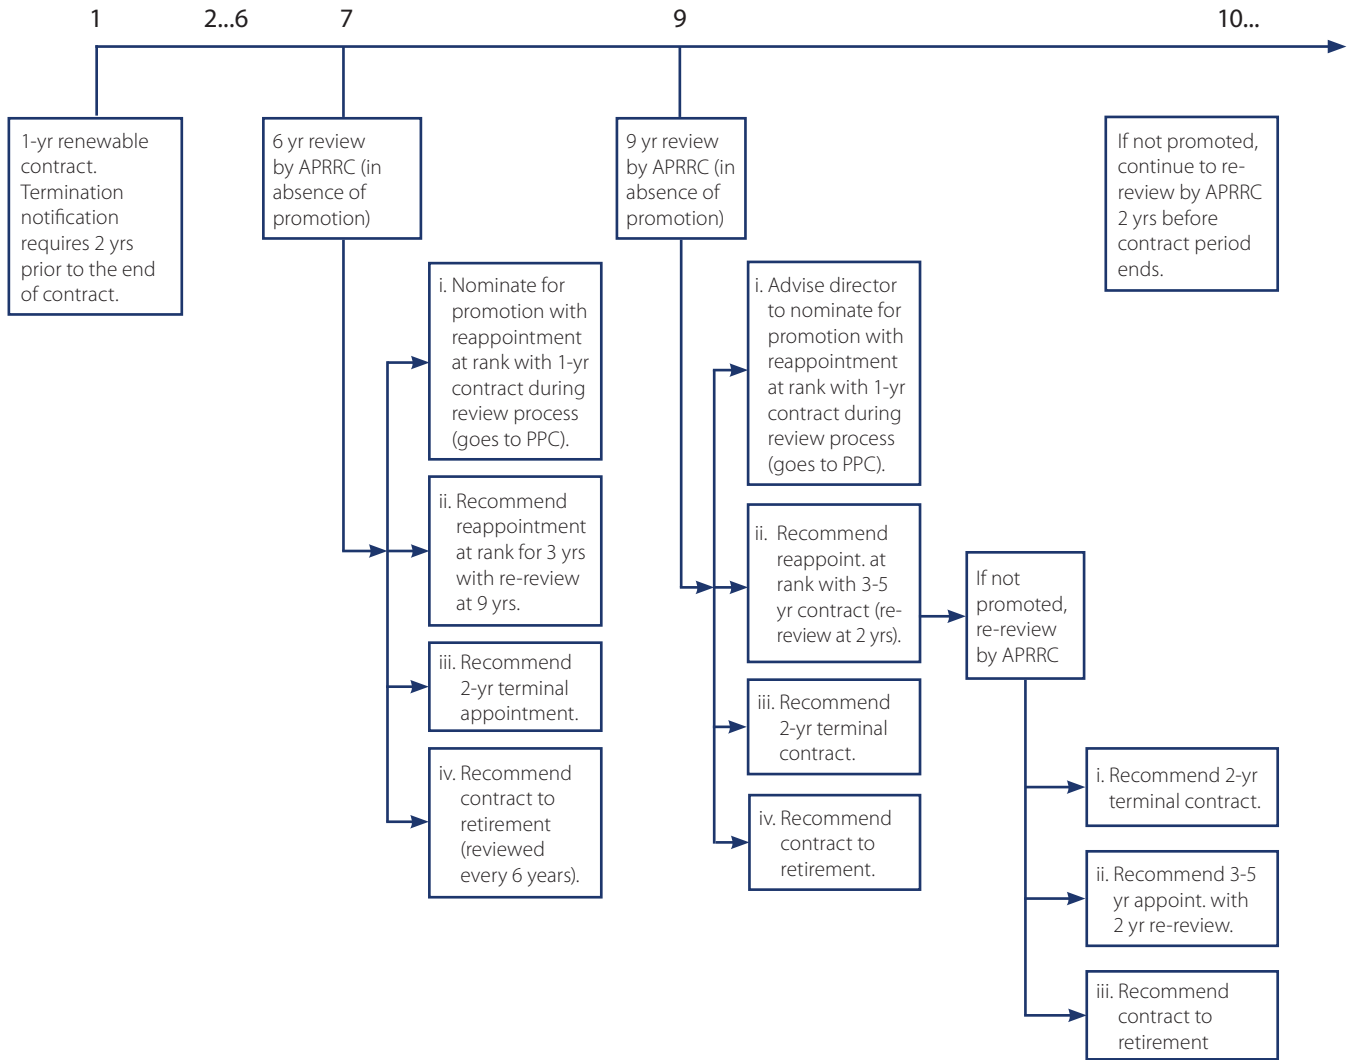 1 2...6 7 9 10...
1-yr renewable
contract.
Termination
notification
requires 2 yrs
prior to the end
of contract.
6 yr review
by APRRC (in
absence of
promotion)
9 yr review
by APRRC (in
absence of
promotion)
If not promoted,
continue to re-
review by APRRC
2 yrs before
contract period
ends.
i. Nominate for
promotion with
reappointment
at rank with 1-yr
contract during
review process
(goes to PPC).
ii. Recommend
reappointment
at rank for 3 yrs
with re-review
at 9 yrs.
iii. Recommend
2-yr terminal
appointment.
iv. Recommend
contract to
retirement
(reviewed
every 6 years).
i. Advise director
to nominate for
promotion with
reappointment
at rank with 1-yr
contract during
review process
(goes to PPC).
ii. Recommend
reappoint. at
rank with 3-5
yr contract (re-
review at 2 yrs).
iii. Recommend
2-yr terminal
contract.
iv. Recommend
contract to
retirement.
If not
promoted,
re-review
by APRRC
i. Recommend 2-yr
terminal contract.
ii. Recommend 3-5
yr appoint. with
2 yr re-review.
iii. Recommend
contract to
retirement